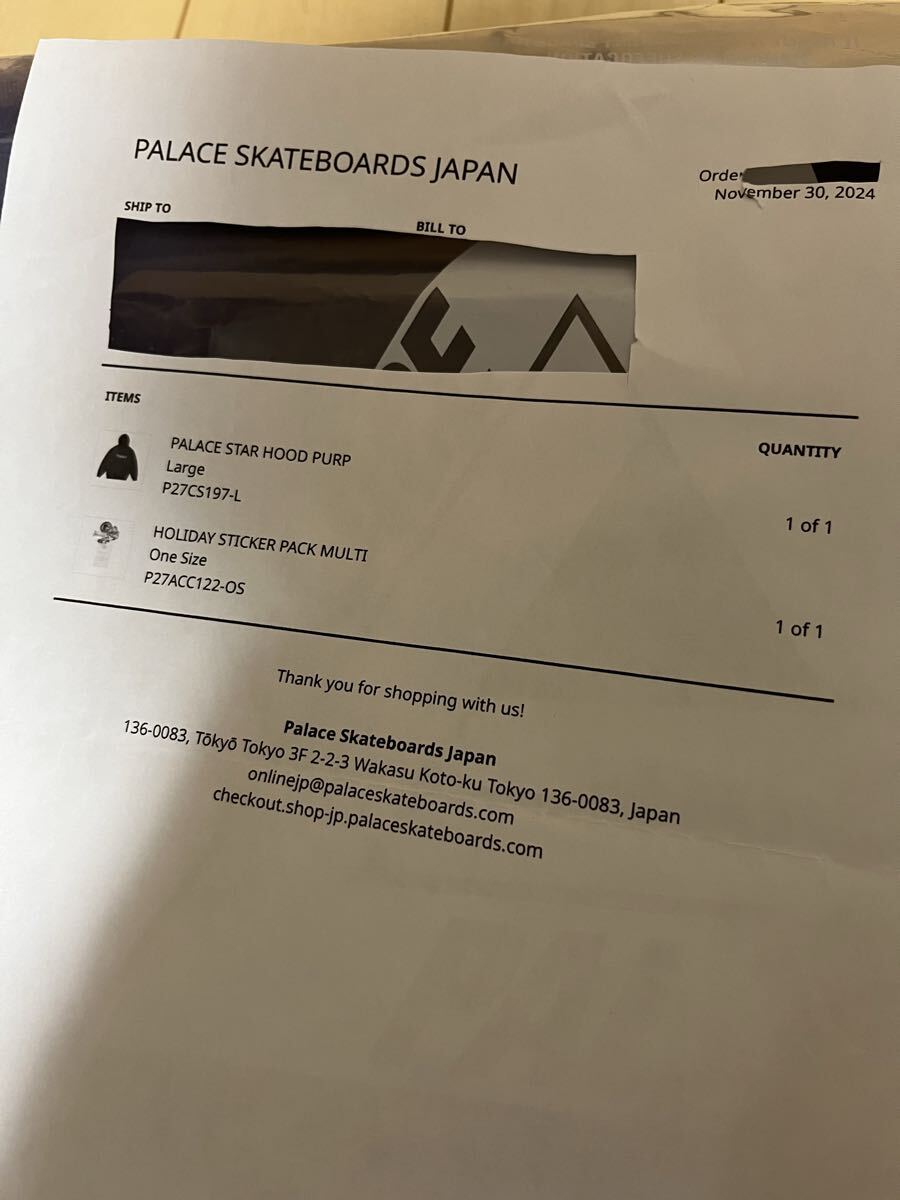 PALACE SKATEBOARDS JAPAN
Order
November 30, 2024
SHIP TO
BILL TO
ITEMS
QUANTITY
PALACE STAR HOOD PURP
Large
P27CS197-L
1 of 1
HOLIDAY STICKER PACK MULTI
One Size
P27ACC122-OS
1 of 1
Thank you for shopping with us!
Palace Skateboards Japan
136-0083, Tōkyō Tokyo 3F 2-2-3 Wakasu Koto-ku Tokyo 136-0083, Japan
onlinejp@palaceskateboards.com
checkout.shop-jp.palaceskateboards.com